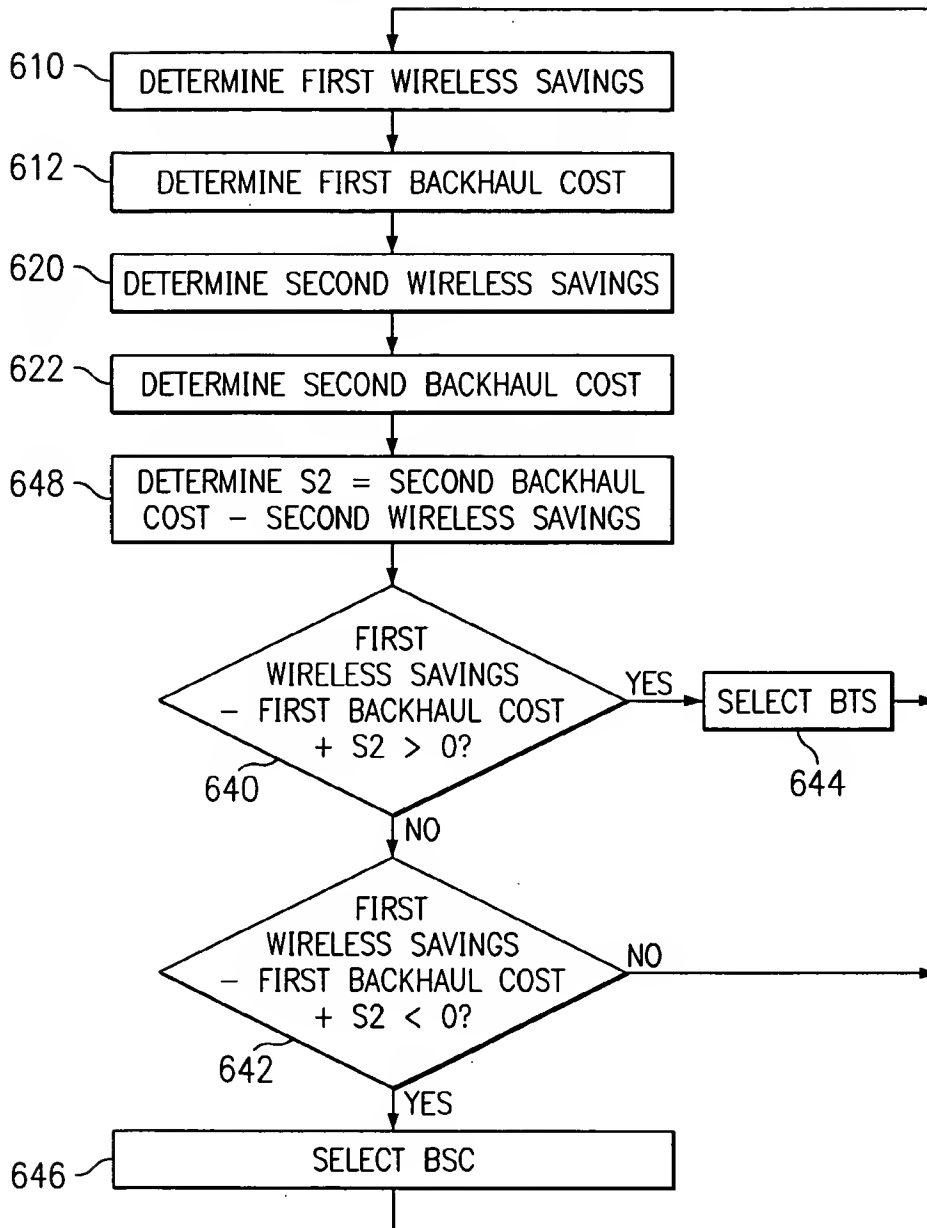 610
DETERMINE FIRST WIRELESS SAVINGS
612
DETERMINE FIRST BACKHAUL COST
620
DETERMINE SECOND WIRELESS SAVINGS
622
DETERMINE SECOND BACKHAUL COST
648
DETERMINE S2 = SECOND BACKHAUL
COST – SECOND WIRELESS SAVINGS
FIRST
WIRELESS SAVINGS
– FIRST BACKHAUL COST
+ S2 > 0?
640
YES
SELECT BTS
644
NO
FIRST
WIRELESS SAVINGS
– FIRST BACKHAUL COST
+ S2 < 0?
642
NO
YES
646
SELECT BSC